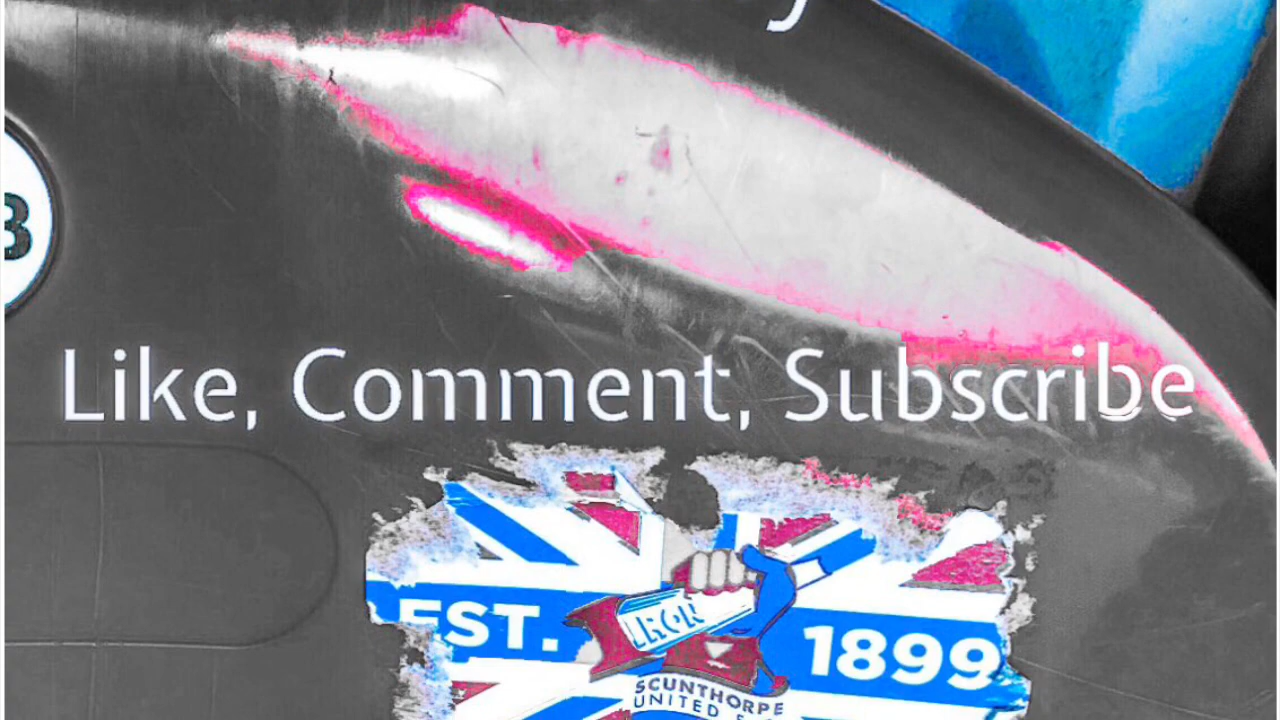 Like, Comment, Subscribe
EST.
IRON
1899
SCUNTHORPE
UNITED